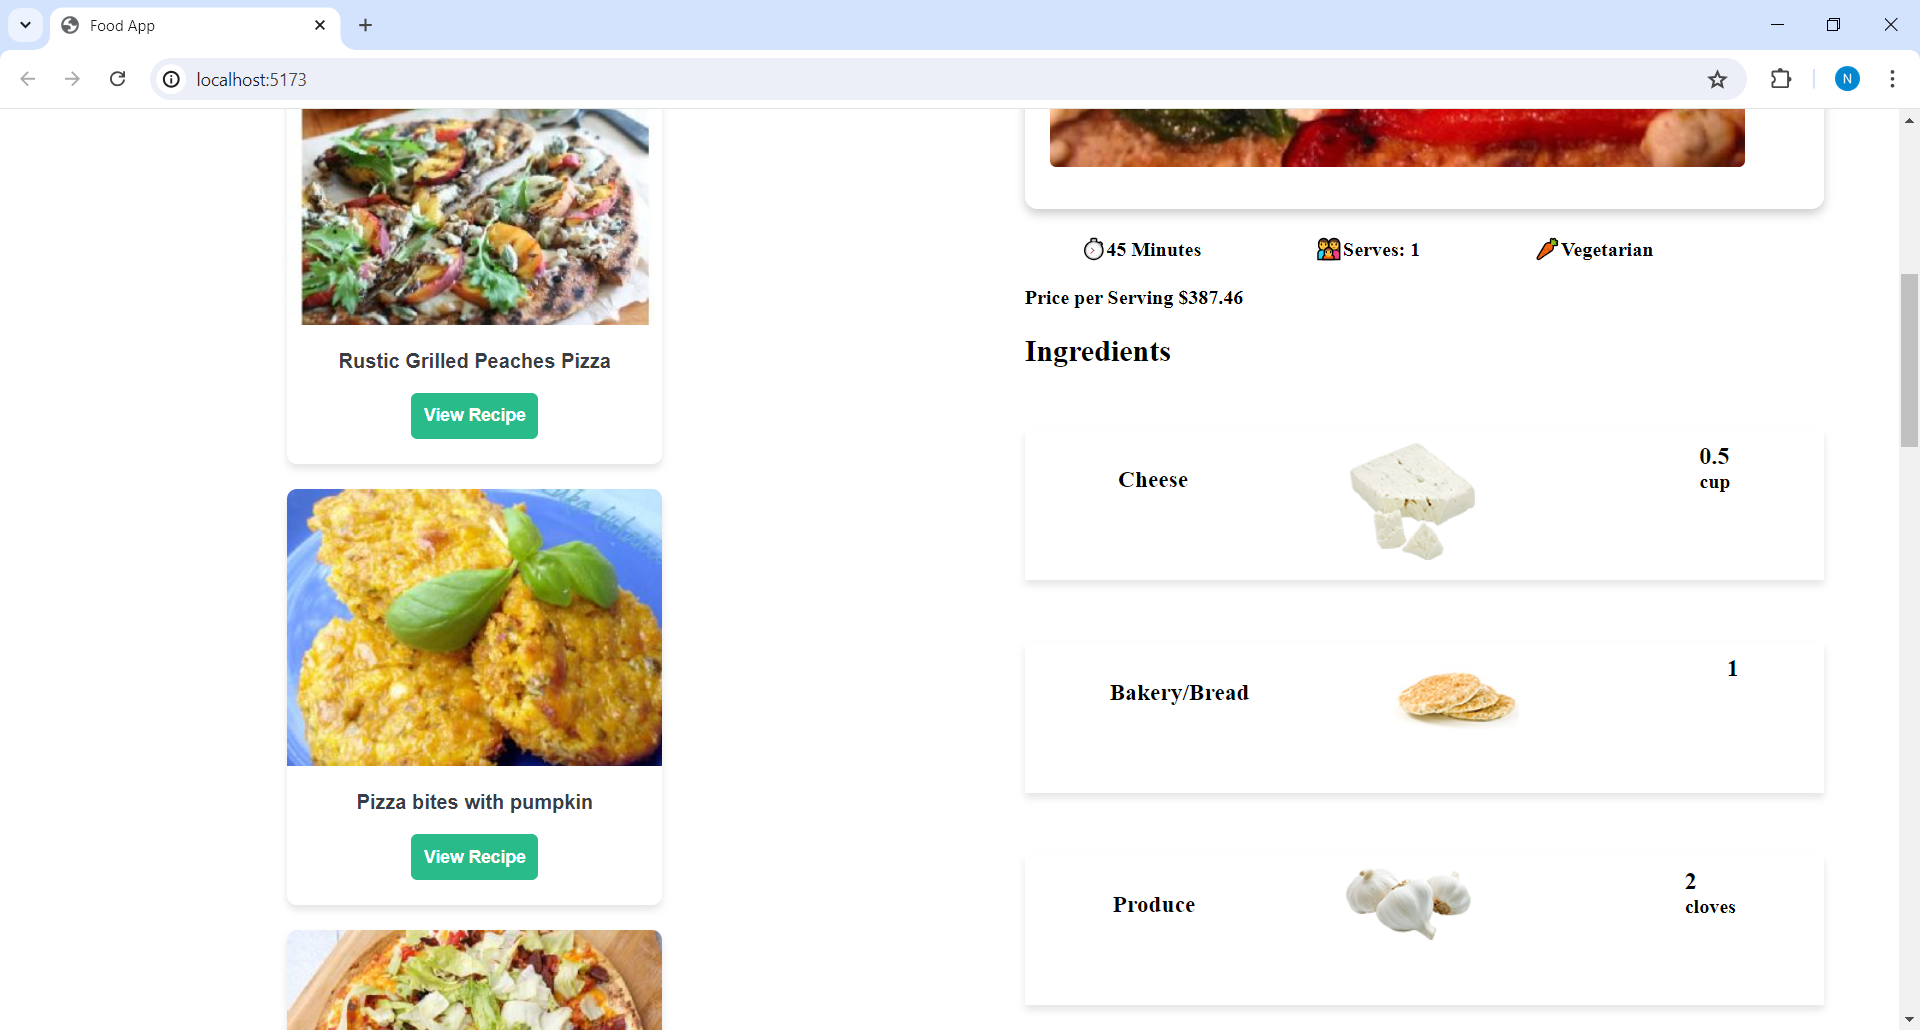 Food App
localhost:5173
N
Rustic Grilled Peaches Pizza
View Recipe
Pizza bites with pumpkin
View Recipe
45 Minutes
Serves: 1
Vegetarian
Price per Serving $387.46
Ingredients
Cheese
0.5
cup
Bakery/Bread
1
Produce
2
cloves